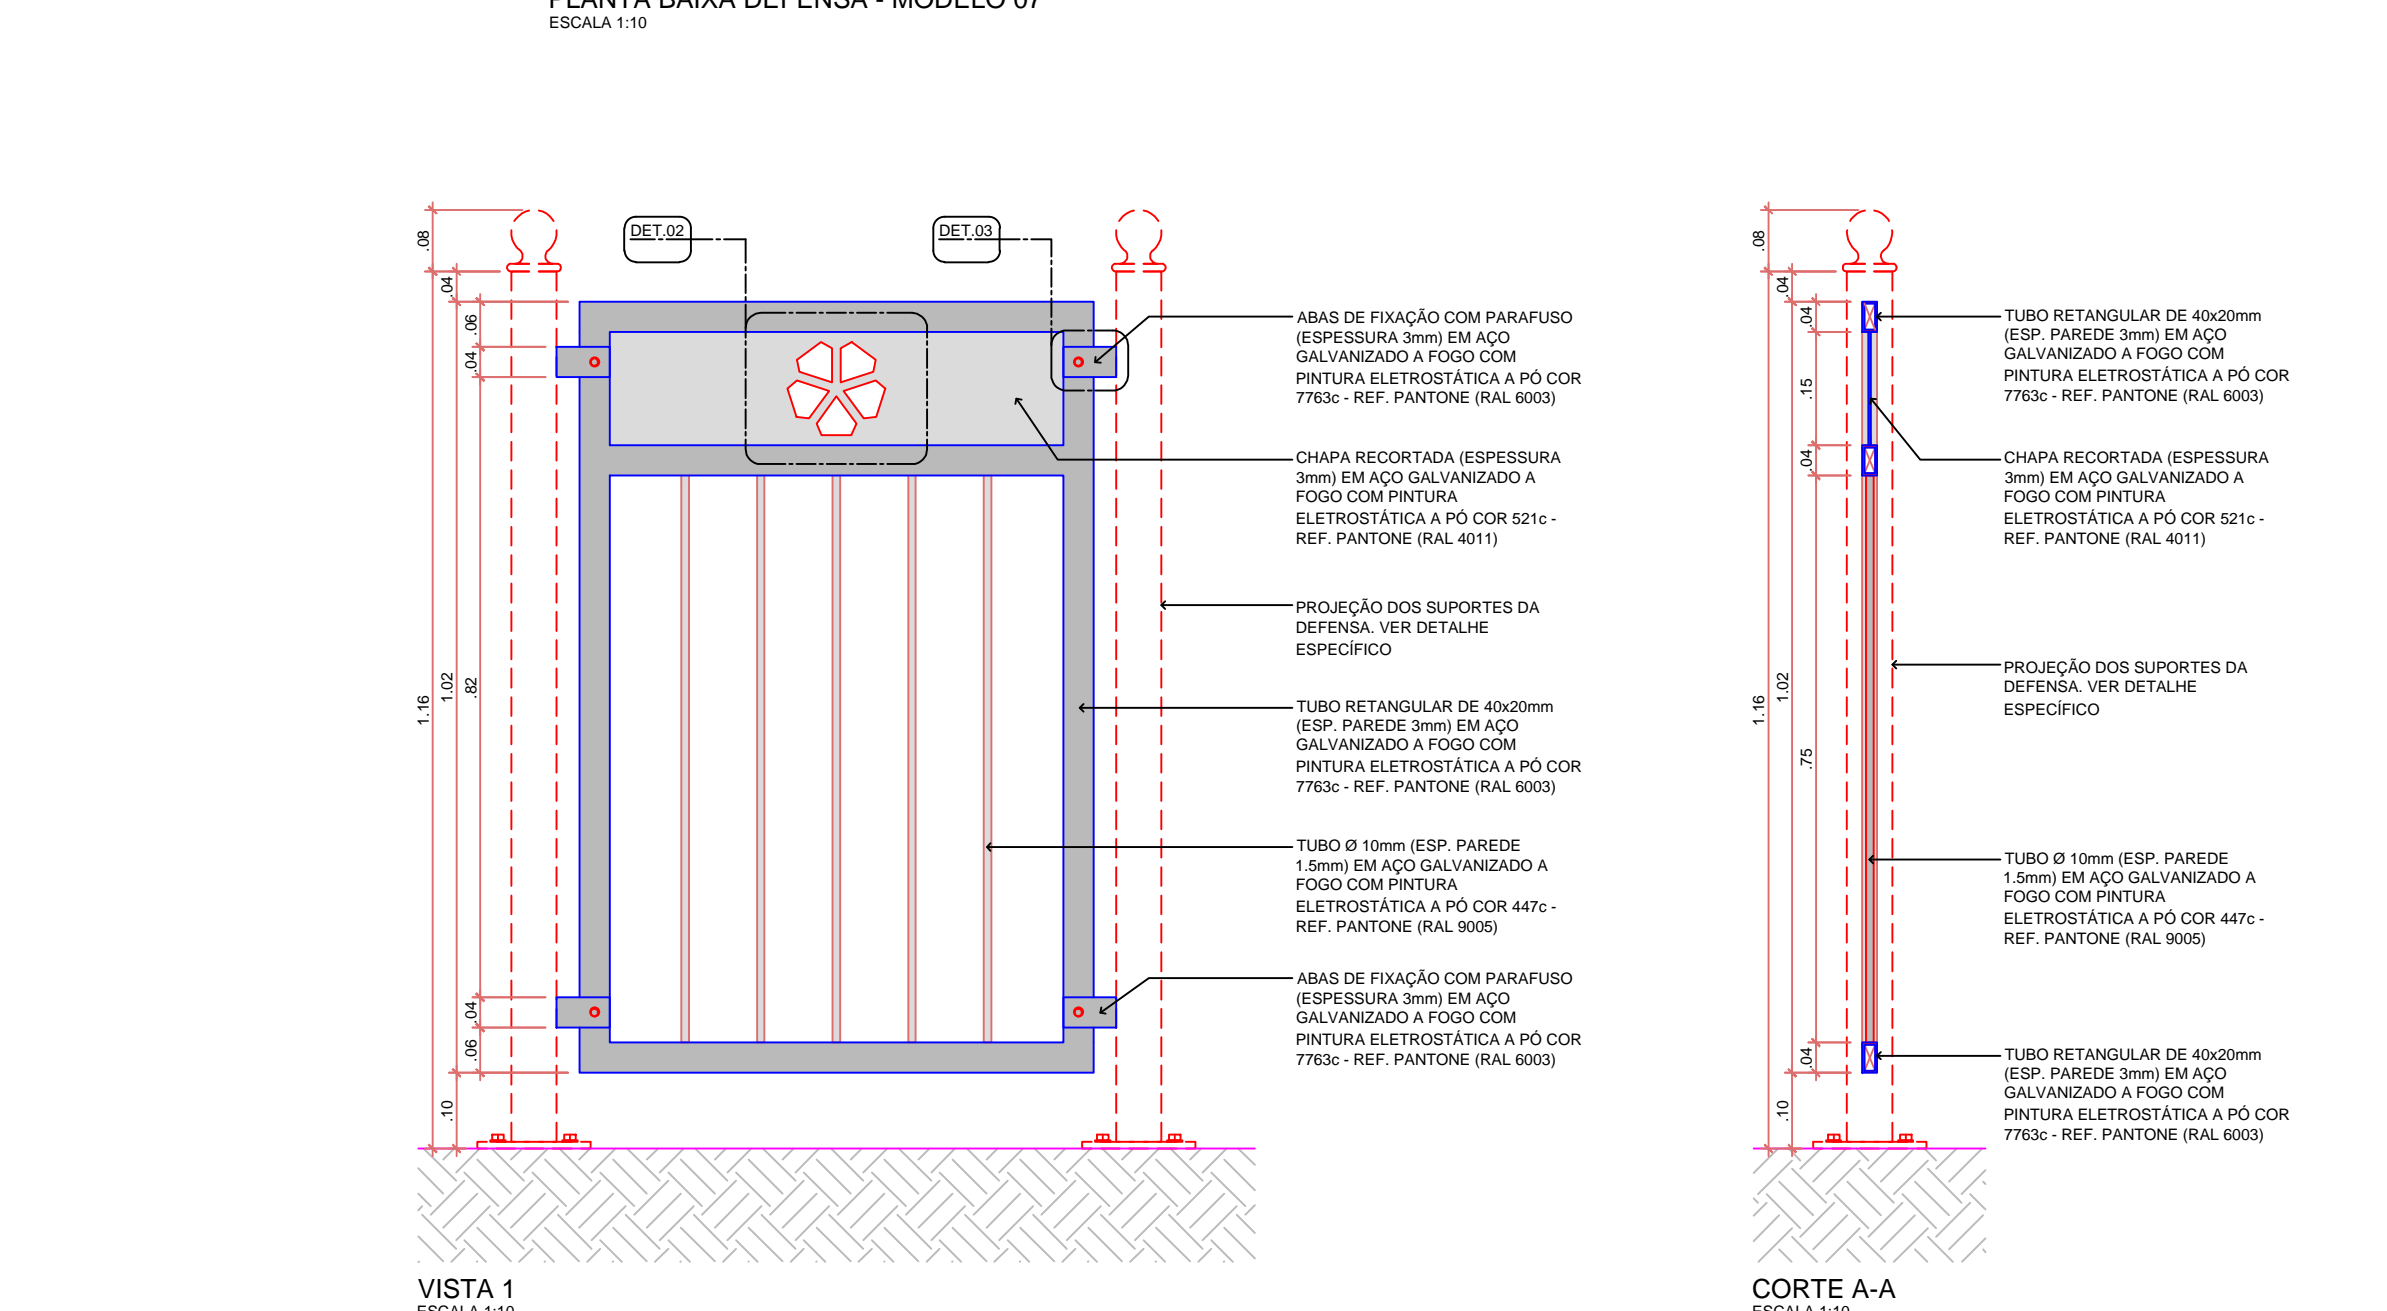 PLANTA BAIXA DEFENSA - MODELO 07
ESCALA 1:10
DET.02
DET.03
.08
.04
.06
.04
1.16
1.02
.82
.04
.06
.10
ABAS DE FIXAÇÃO COM PARAFUSO
(ESPESSURA 3mm) EM AÇO
GALVANIZADO A FOGO COM
PINTURA ELETROSTÁTICA A PÓ COR
7763c - REF. PANTONE (RAL 6003)
CHAPA RECORTADA (ESPESSURA
3mm) EM AÇO GALVANIZADO A
FOGO COM PINTURA
ELETROSTÁTICA A PÓ COR 521c -
REF. PANTONE (RAL 4011)
PROJEÇÃO DOS SUPORTES DA
DEFENSA. VER DETALHE
ESPECÍFICO
TUBO RETANGULAR DE 40x20mm
(ESP. PAREDE 3mm) EM AÇO
GALVANIZADO A FOGO COM
PINTURA ELETROSTÁTICA A PÓ COR
7763c - REF. PANTONE (RAL 6003)
TUBO Ø 10mm (ESP. PAREDE
1.5mm) EM AÇO GALVANIZADO A
FOGO COM PINTURA
ELETROSTÁTICA A PÓ COR 447c -
REF. PANTONE (RAL 9005)
ABAS DE FIXAÇÃO COM PARAFUSO
(ESPESSURA 3mm) EM AÇO
GALVANIZADO A FOGO COM
PINTURA ELETROSTÁTICA A PÓ COR
7763c - REF. PANTONE (RAL 6003)
VISTA 1
ESCALA 1:10
.08
.04
.04
.15
.04
1.16
1.02
.75
.04
.10
TUBO RETANGULAR DE 40x20mm
(ESP. PAREDE 3mm) EM AÇO
GALVANIZADO A FOGO COM
PINTURA ELETROSTÁTICA A PÓ COR
7763c - REF. PANTONE (RAL 6003)
CHAPA RECORTADA (ESPESSURA
3mm) EM AÇO GALVANIZADO A
FOGO COM PINTURA
ELETROSTÁTICA A PÓ COR 521c -
REF. PANTONE (RAL 4011)
PROJEÇÃO DOS SUPORTES DA
DEFENSA. VER DETALHE
ESPECÍFICO
TUBO Ø 10mm (ESP. PAREDE
1.5mm) EM AÇO GALVANIZADO A
FOGO COM PINTURA
ELETROSTÁTICA A PÓ COR 447c -
REF. PANTONE (RAL 9005)
TUBO RETANGULAR DE 40x20mm
(ESP. PAREDE 3mm) EM AÇO
GALVANIZADO A FOGO COM
PINTURA ELETROSTÁTICA A PÓ COR
7763c - REF. PANTONE (RAL 6003)
CORTE A-A
ESCALA 1:10